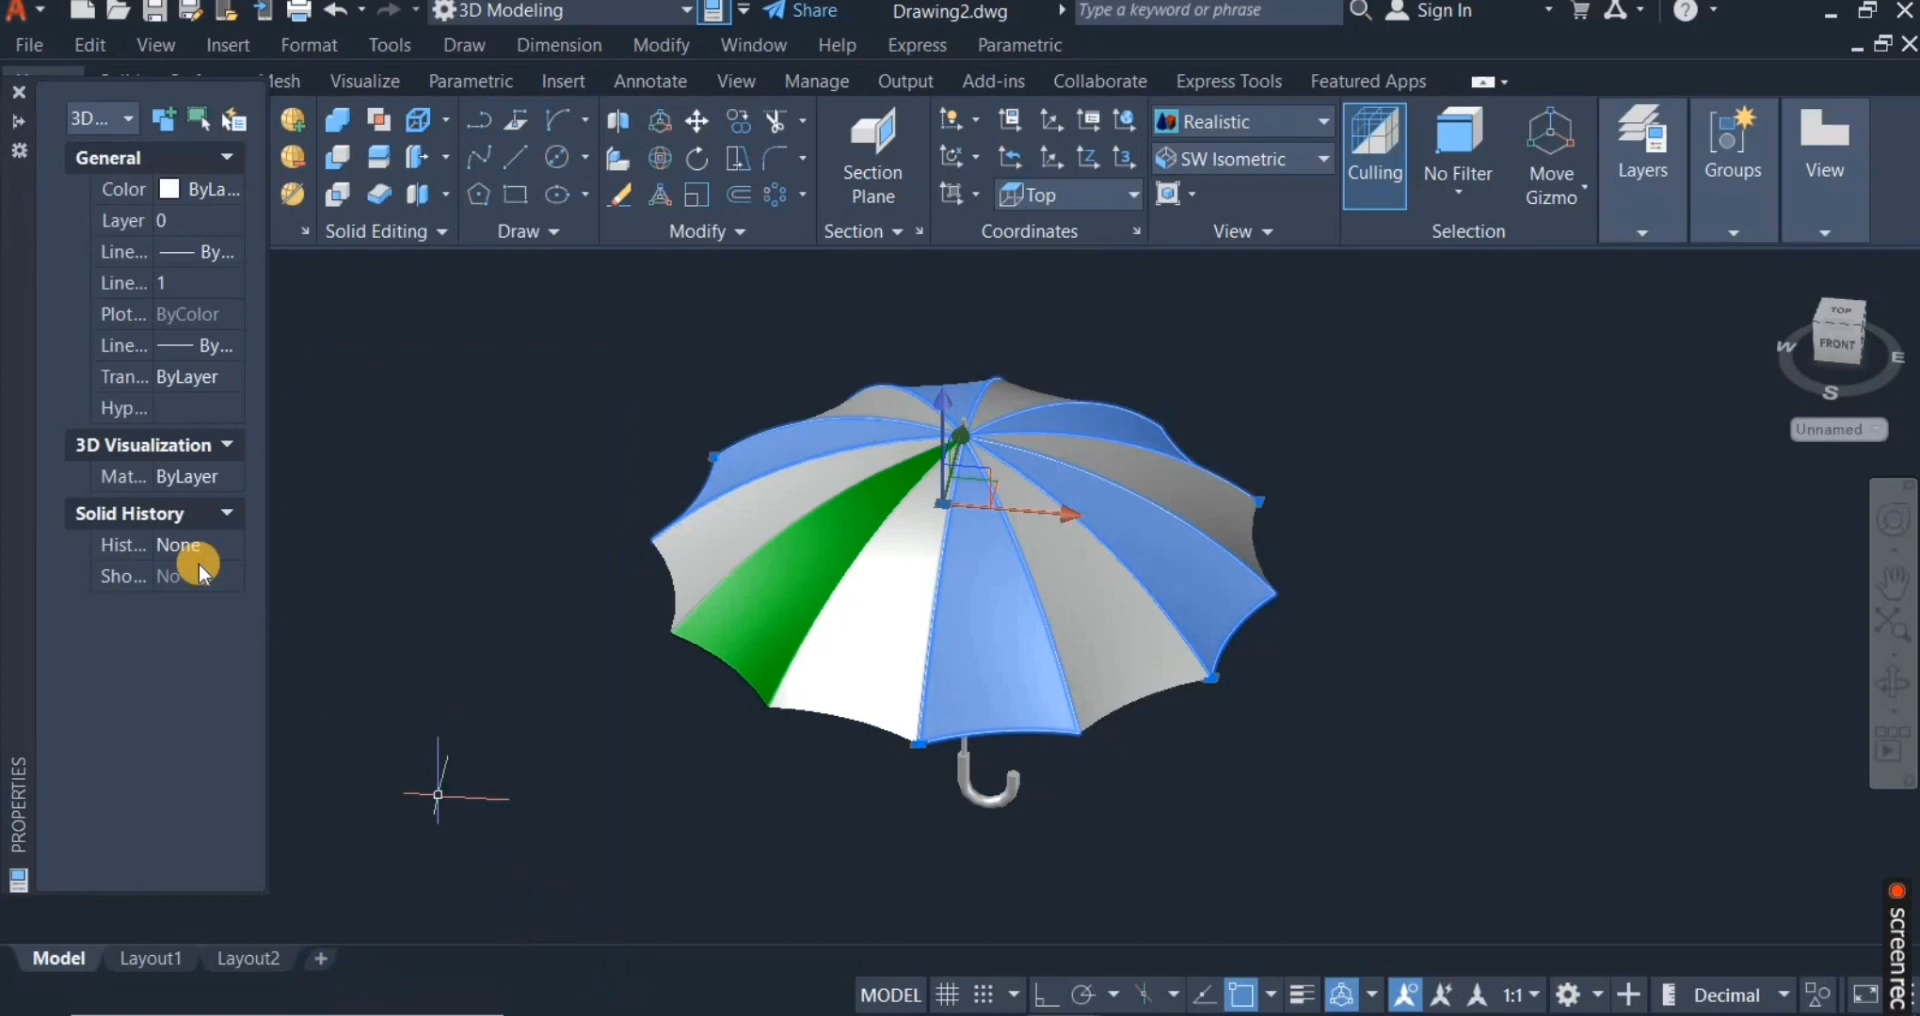 3D Modeling
Share
Drawing2.dwg
Type a keyword or phrase
Sign In
File Edit View Insert Format Tools Draw Dimension Modify Window Help Express Parametric
Mesh Visualize Parametric Insert Annotate View Manage Output Add-ins Collaborate Express Tools Featured Apps
3D...
General
Color ByLa...
Layer 0
Line... By...
Line... 1
Plot... ByColor
Line... By...
Tran... ByLayer
Hyp...
3D Visualization
Mat... ByLayer
Solid History
Hist... None
Sho... No
PROPERTIES
Solid Editing
Draw
Modify
Section
Plane
Section
Top
Coordinates
Realistic
SW Isometric
View
Culling
No Filter
Move
Gizmo
Selection
Layers
Groups
View
TOP
FRONT
W
E
S
Unnamed
Model Layout1 Layout2 +
MODEL
1:1
Decimal
screenrec